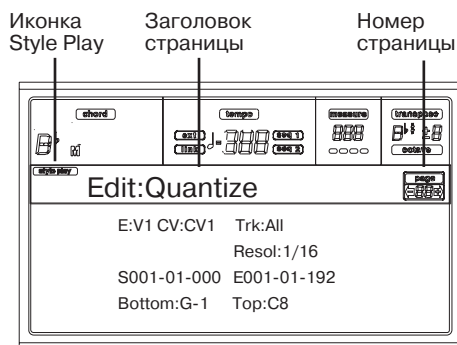 Иконка Style Play
Заголовок страницы
Номер страницы
chord
tempo
measure
transpose
ext
seq 1
link
seq 2
octave
style play
page
Edit:Quantize
E:V1 CV:CV1 Trk:All
Resol:1/16
S001-01-000 E001-01-192
Bottom:G-1 Top:C8